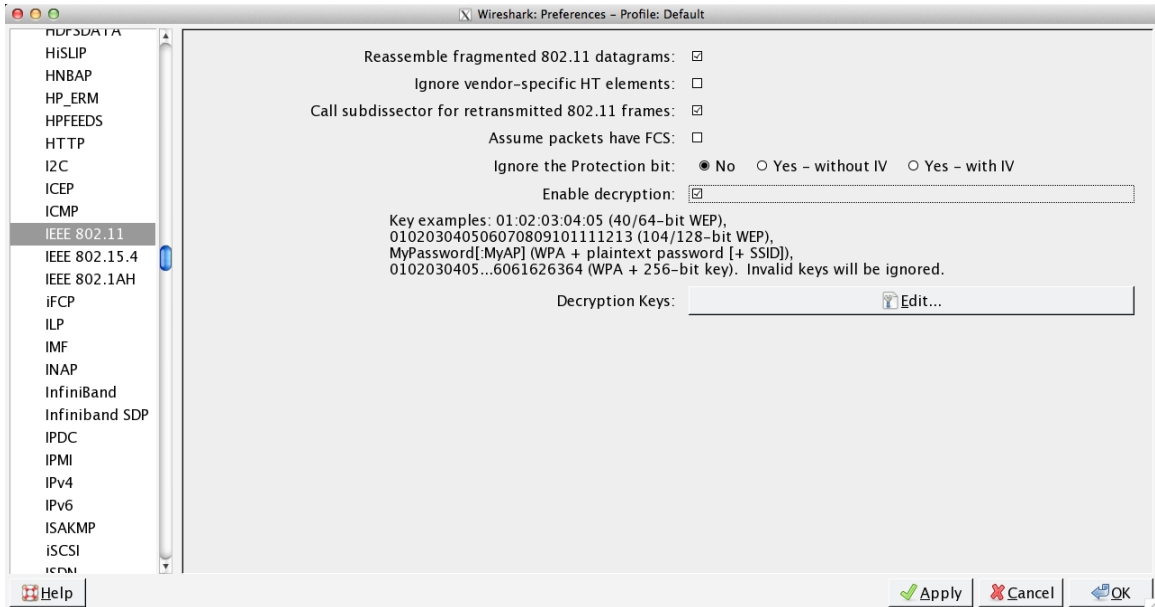 Wireshark: Preferences – Profile: Default
HDFSDATA
HiSLIP
HNBAP
HP_ERM
HPFEEDS
HTTP
I2C
ICEP
ICMP
IEEE 802.11
IEEE 802.15.4
IEEE 802.1AH
iFCP
ILP
IMF
INAP
InfiniBand
Infiniband SDP
IPDC
IPMI
IPv4
IPv6
ISAKMP
iSCSI
ISDN
Reassemble fragmented 802.11 datagrams:
Ignore vendor–specific HT elements:
Call subdissector for retransmitted 802.11 frames:
Assume packets have FCS:
Ignore the Protection bit: No Yes – without IV Yes – with IV
Enable decryption:
Key examples: 01:02:03:04:05 (40/64–bit WEP),
010203040506070809101111213 (104/128–bit WEP),
MyPassword[:MyAP] (WPA + plaintext password [+ SSID]),
0102030405...6061626364 (WPA + 256–bit key). Invalid keys will be ignored.
Decryption Keys: Edit...
Help Apply Cancel OK